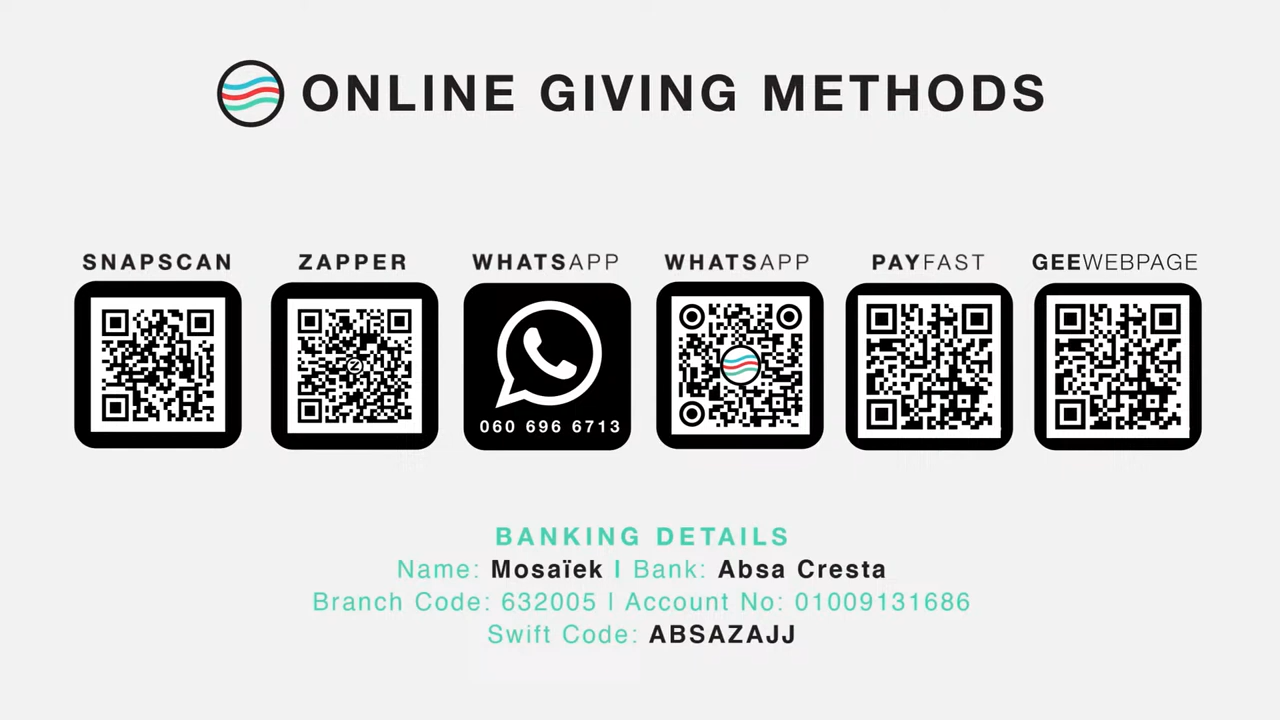 ONLINE GIVING METHODS
SNAPSCAN ZAPPER WHATSAPP WHATSAPP PAYFAST GEEWEBPAGE
Z
060 696 6713
BANKING DETAILS
Name: Mosaïek I Bank: Absa Cresta
Branch Code: 632005 I Account No: 01009131686
Swift Code: ABSAZAJJ